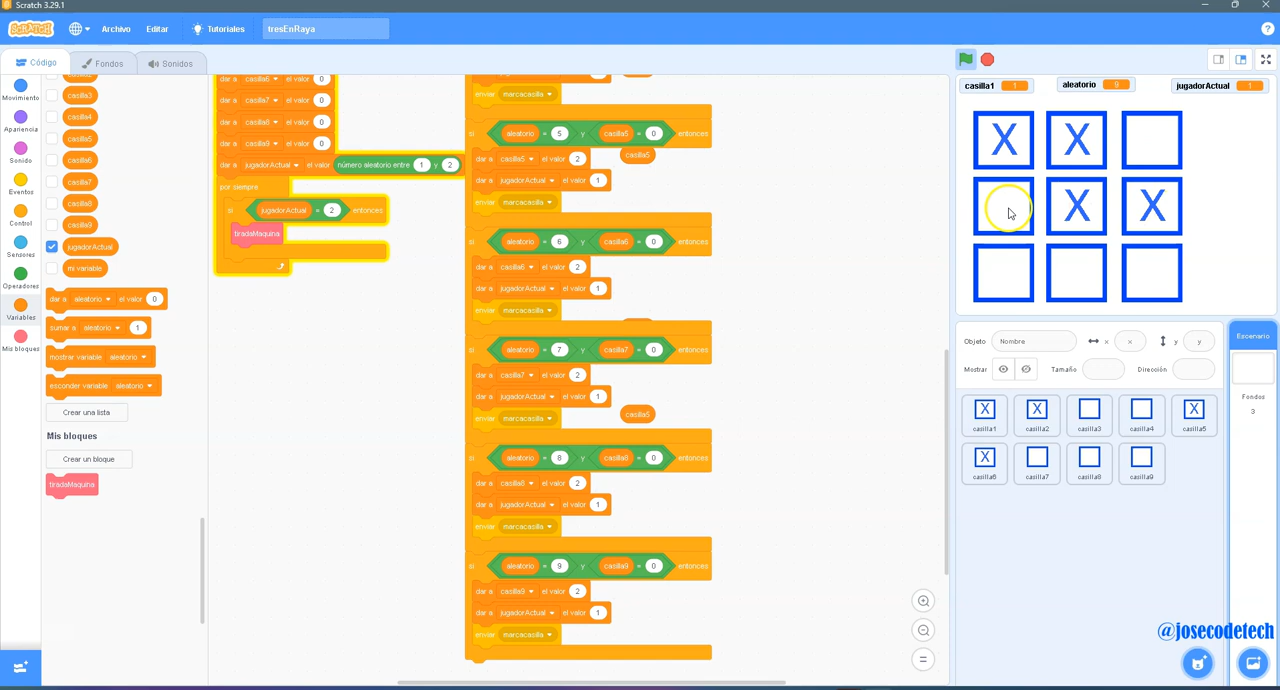 Scratch 3.29.1
SCRATCH Archivo Editar Tutoriales tresEnRaya
Código Fondos Sonidos
Movimiento
Apariencia
Sonido
Eventos
Control
Sensores
Operadores
Variables
Mis bloques
casilla3
casilla4
casilla5
casilla6
casilla7
casilla8
casilla9
jugadorActual
mi variable
dar a aleatorio el valor 0
sumar a aleatorio 1
mostrar variable aleatorio
esconder variable aleatorio
Crear una lista
Mis bloques
Crear un bloque
tiradaMaquina
dar a casilla6 el valor 0
dar a casilla7 el valor 0
dar a casilla8 el valor 0
dar a casilla9 el valor 0
dar a jugadorActual el valor número aleatorio entre 1 y 2
por siempre
si jugadorActual = 2 entonces
tiradaMaquina
enviar marcacasilla
si aleatorio = 5 y casilla5 = 0 entonces
dar a casilla5 el valor 2
casilla5
dar a jugadorActual el valor 1
enviar marcacasilla
si aleatorio = 6 y casilla6 = 0 entonces
dar a casilla6 el valor 2
dar a jugadorActual el valor 1
enviar marcacasilla
si aleatorio = 7 y casilla7 = 0 entonces
dar a casilla7 el valor 2
dar a jugadorActual el valor 1
enviar marcacasilla
casilla5
si aleatorio = 8 y casilla8 = 0 entonces
dar a casilla8 el valor 2
dar a jugadorActual el valor 1
enviar marcacasilla
si aleatorio = 9 y casilla9 = 0 entonces
dar a casilla9 el valor 2
dar a jugadorActual el valor 1
enviar marcacasilla
casilla1 1 aleatorio 9 jugadorActual 1
X X
X X
Objeto Nombre x x y y
Mostrar Tamaño Dirección
Escenario
Fondos
3
X X X
casilla1 casilla2 casilla3 casilla4 casilla5
X
casilla6 casilla7 casilla8 casilla9
@josecodetech